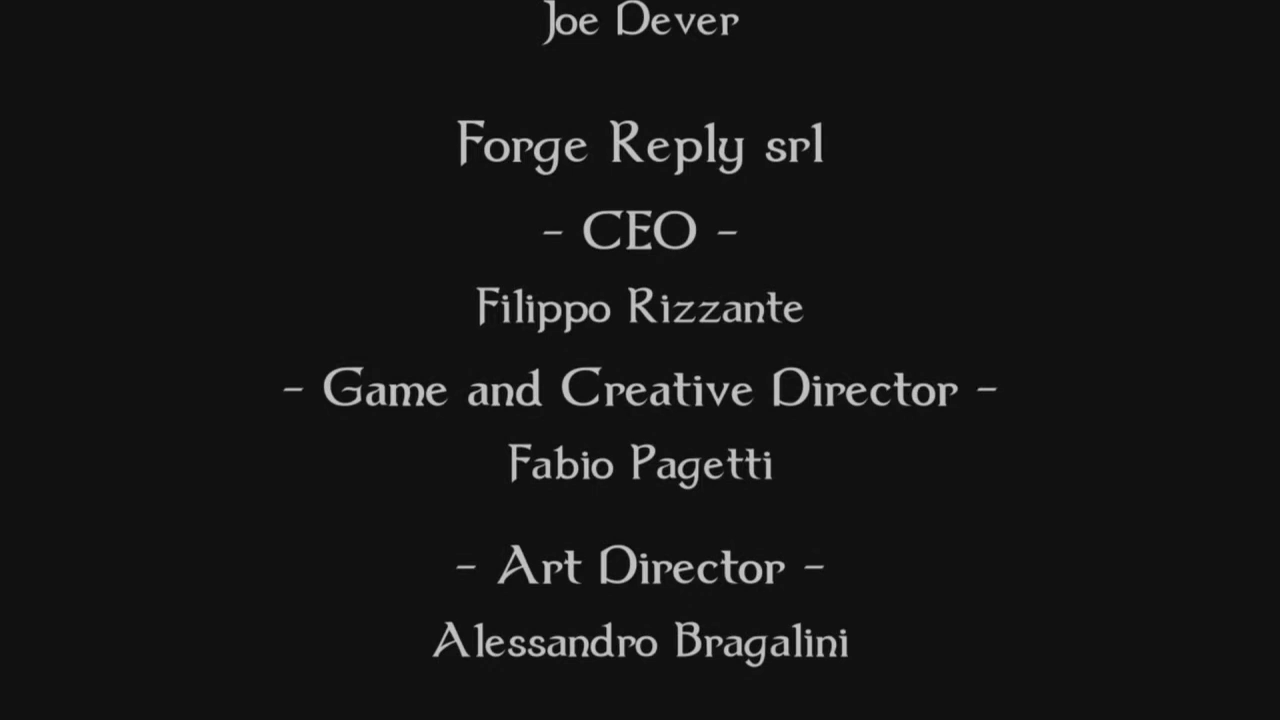 Joe Dever
Forge Reply srl
- CEO -
Filippo Rizzante
- Game and Creative Director -
Fabio Pagetti
- Art Director -
Alessandro Bragalini